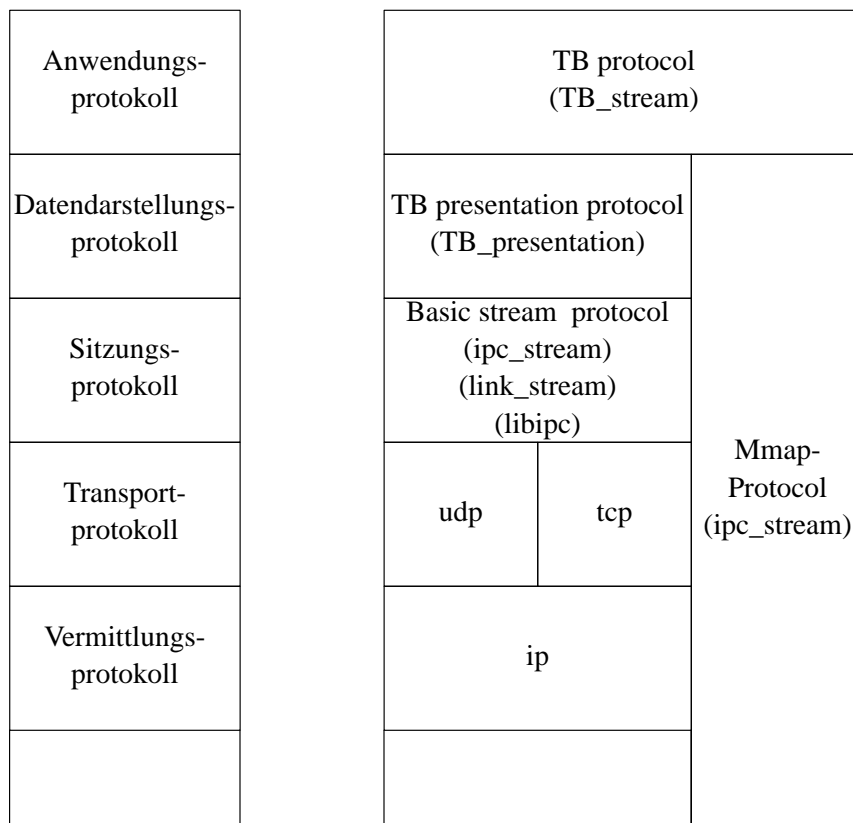 Anwendungs-
protokoll
TB protocol
(TB_stream)
Datendarstellungs-
protokoll
TB presentation protocol
(TB_presentation)
Sitzungs-
protokoll
Basic stream protocol
(ipc_stream)
(link_stream)
(libipc)
Mmap-
Protocol
(ipc_stream)
Transport-
protokoll
udp
tcp
Vermittlungs-
protokoll
ip